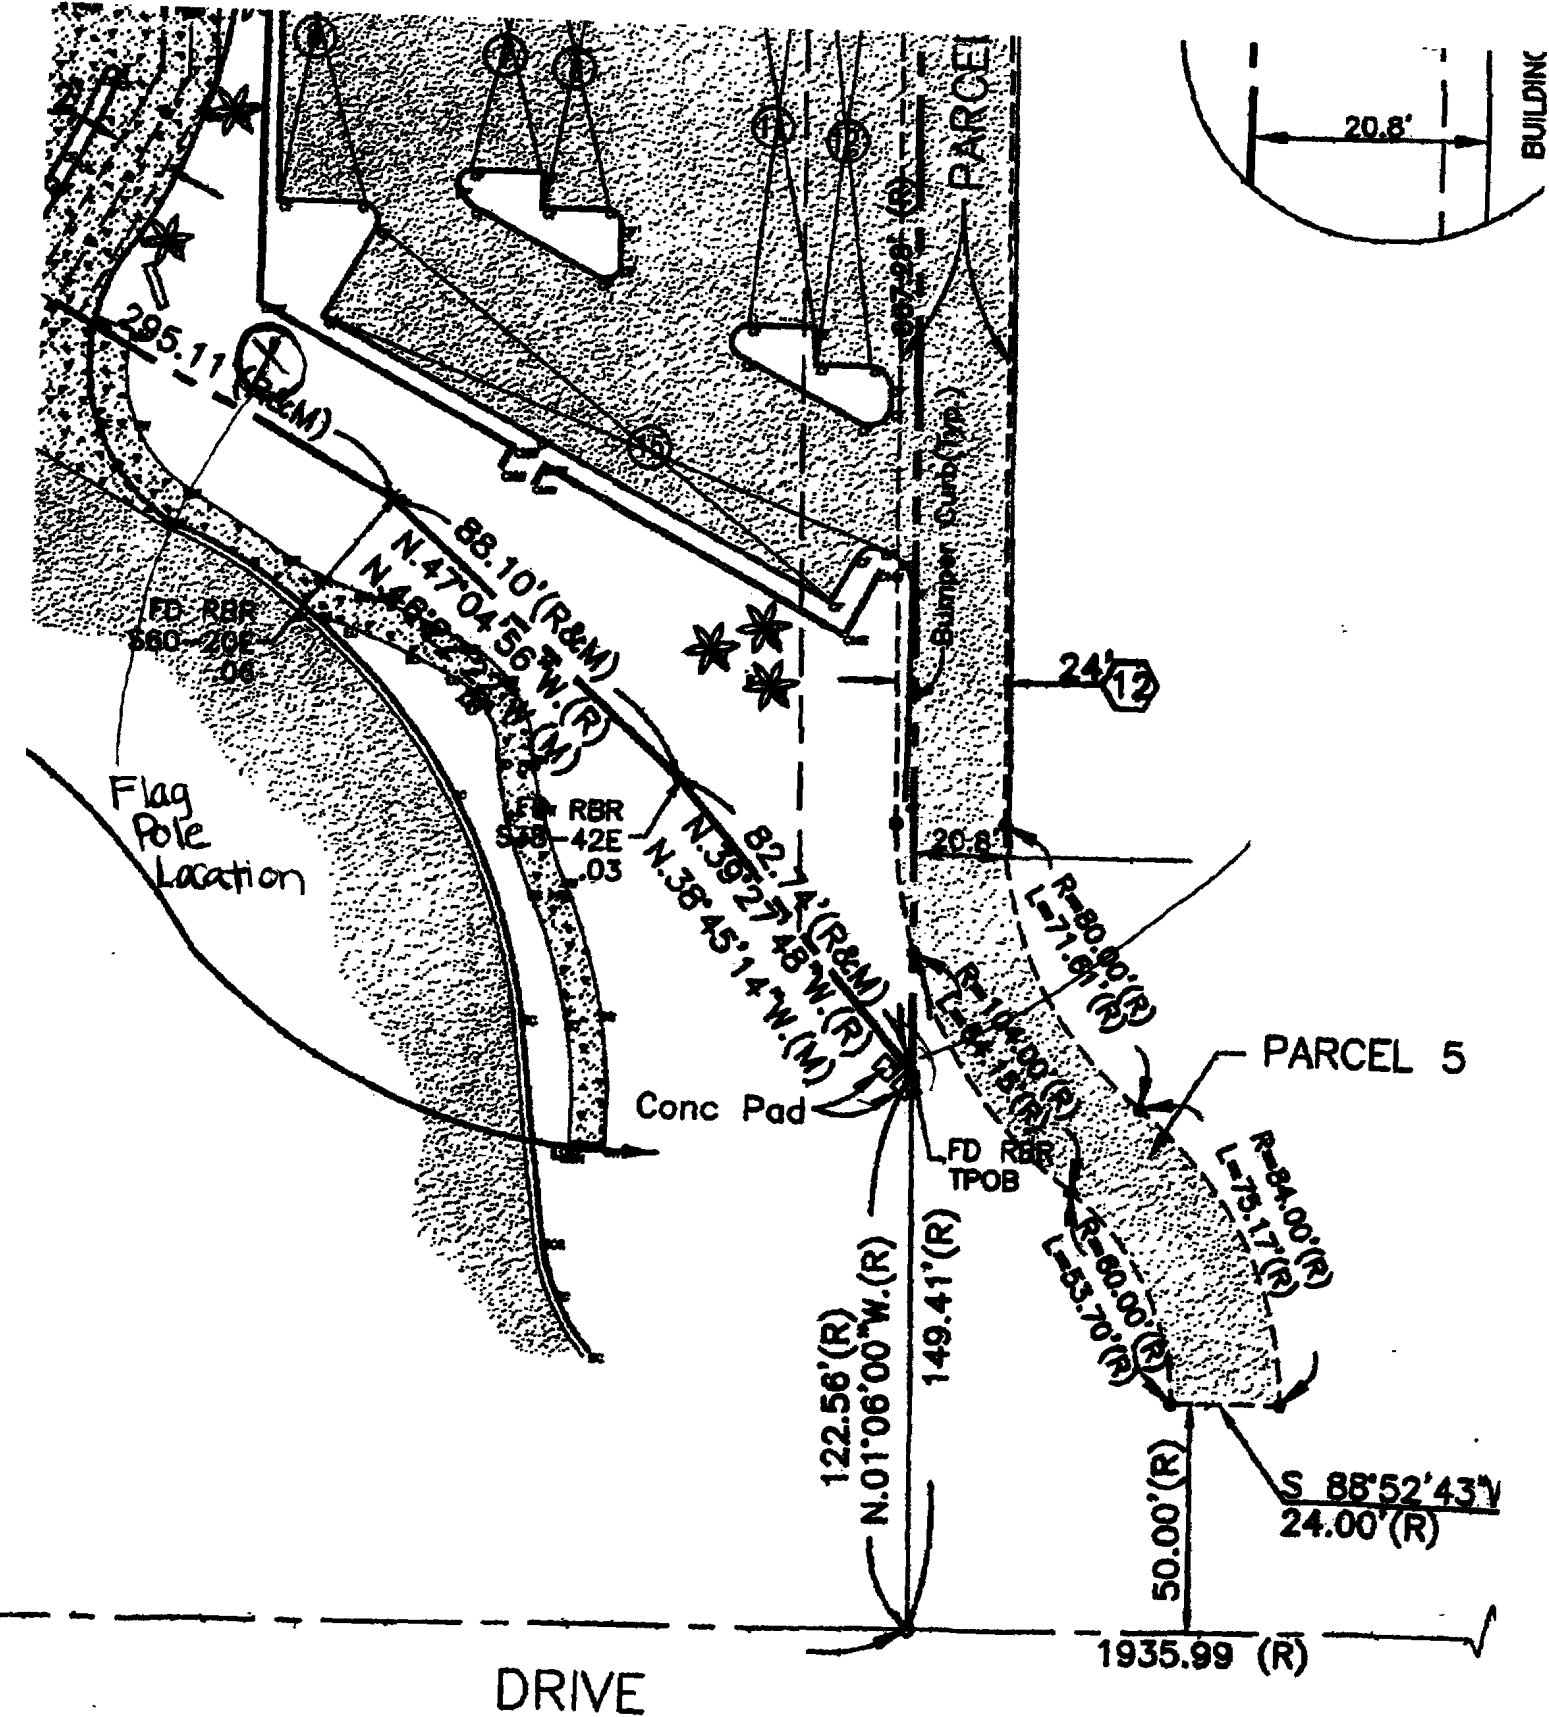 PARCEL
20.8'
BUILDING
295.11 (R&M)
Bumper Curb(Typ.)
15
88.10'(R&M)
N.47°04'56"W.(R)
FD RBR
S60-20E
.06
24'
12
Flag
Pole
Location
RBR
-42E
.03
82.74'(R&M)
N.39°27'48"W.(R)
N.38°45'14"W.(M)
20.8'
R=80.00'(R)
L=71.61'(R)
R=104.00'(R)
PARCEL 5
Conc Pad
FD RBR
TPOB
R=84.00'(R)
L=75.17'(R)
R=60.00'(R)
L=53.70'(R)
122.56'(R)
N.01°06'00"W.(R)
149.41'(R)
50.00'(R)
S 88°52'43"W
24.00'(R)
1935.99 (R)
DRIVE